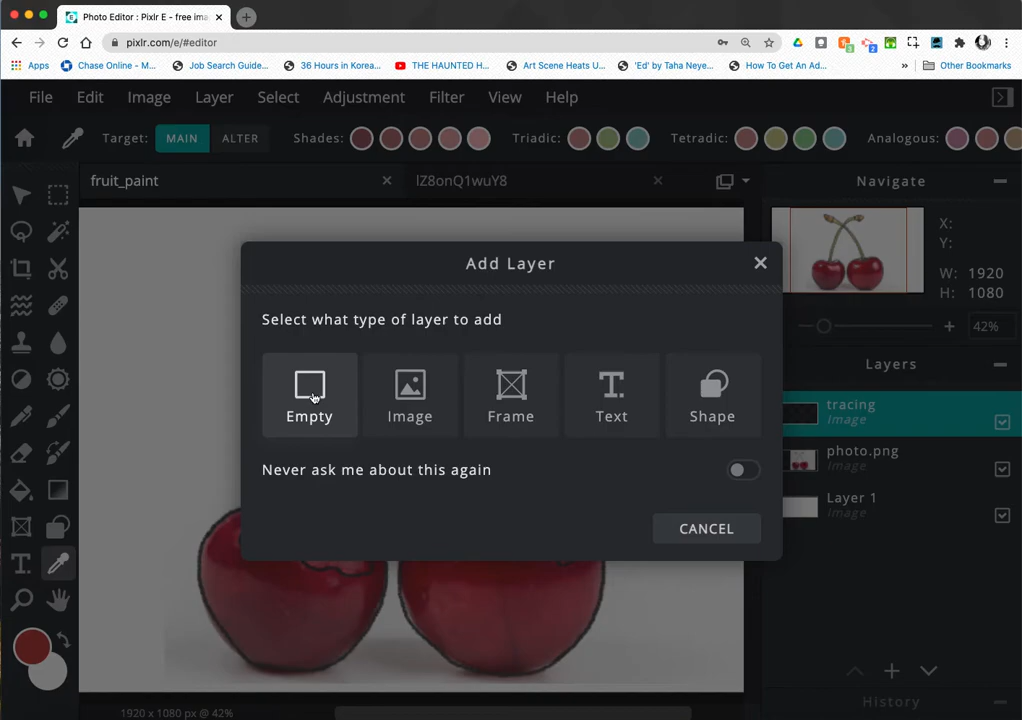 Photo Editor : Pixlr E - free ima
pixlr.com/e/#editor
Apps
Chase Online - M...
Job Search Guide...
36 Hours in Korea...
THE HAUNTED H...
Art Scene Heats U...
'Ed' by Taha Neye...
How To Get An Ad...
»
Other Bookmarks
File Edit Image Layer Select Adjustment Filter View Help
Target: MAIN ALTER Shades: Triadic: Tetradic: Analogous:
fruit_paint
lZ8onQ1wuY8
Navigate
X:
Y:
W: 1920
H: 1080
42%
Add Layer
Select what type of layer to add
Empty Image Frame Text Shape
Never ask me about this again
CANCEL
Layers
tracing
Image
photo.png
Image
Layer 1
Image
History
1920 x 1080 px @ 42%